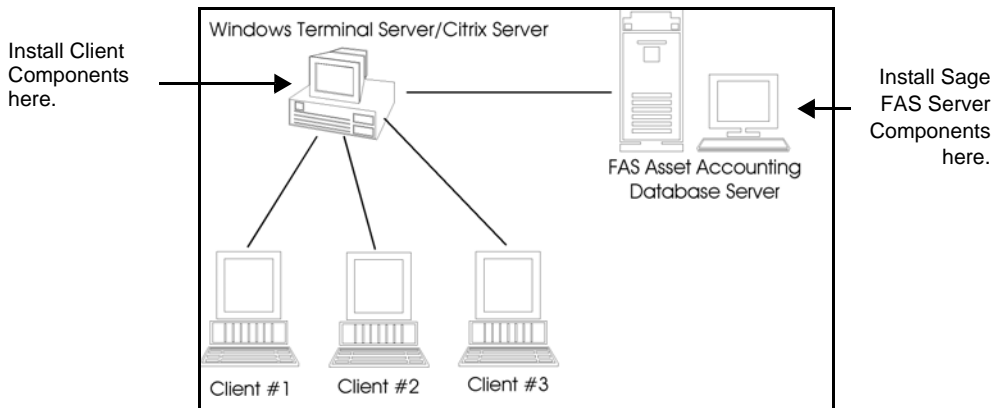 Install Client
Components
here.
Windows Terminal Server/Citrix Server
Install Sage
FAS Server
Components
here.
FAS Asset Accounting
Database Server
Client #1
Client #2
Client #3